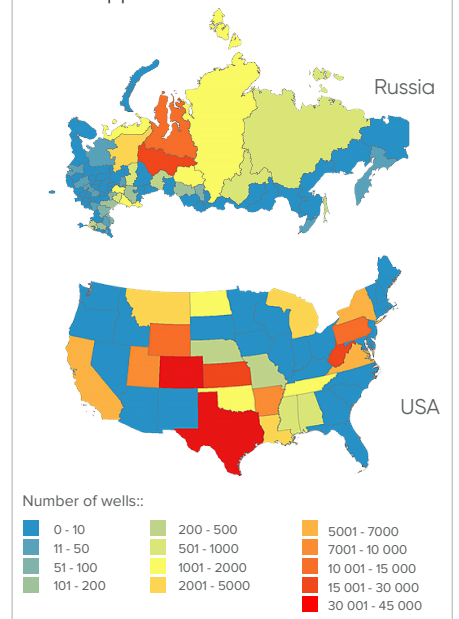 Russia
USA
Number of wells::
0 - 10
11 - 50
51 - 100
101 - 200
200 - 500
501 - 1000
1001 - 2000
2001 - 5000
5001 - 7000
7001 - 10 000
10 001 - 15 000
15 001 - 30 000
30 001 - 45 000